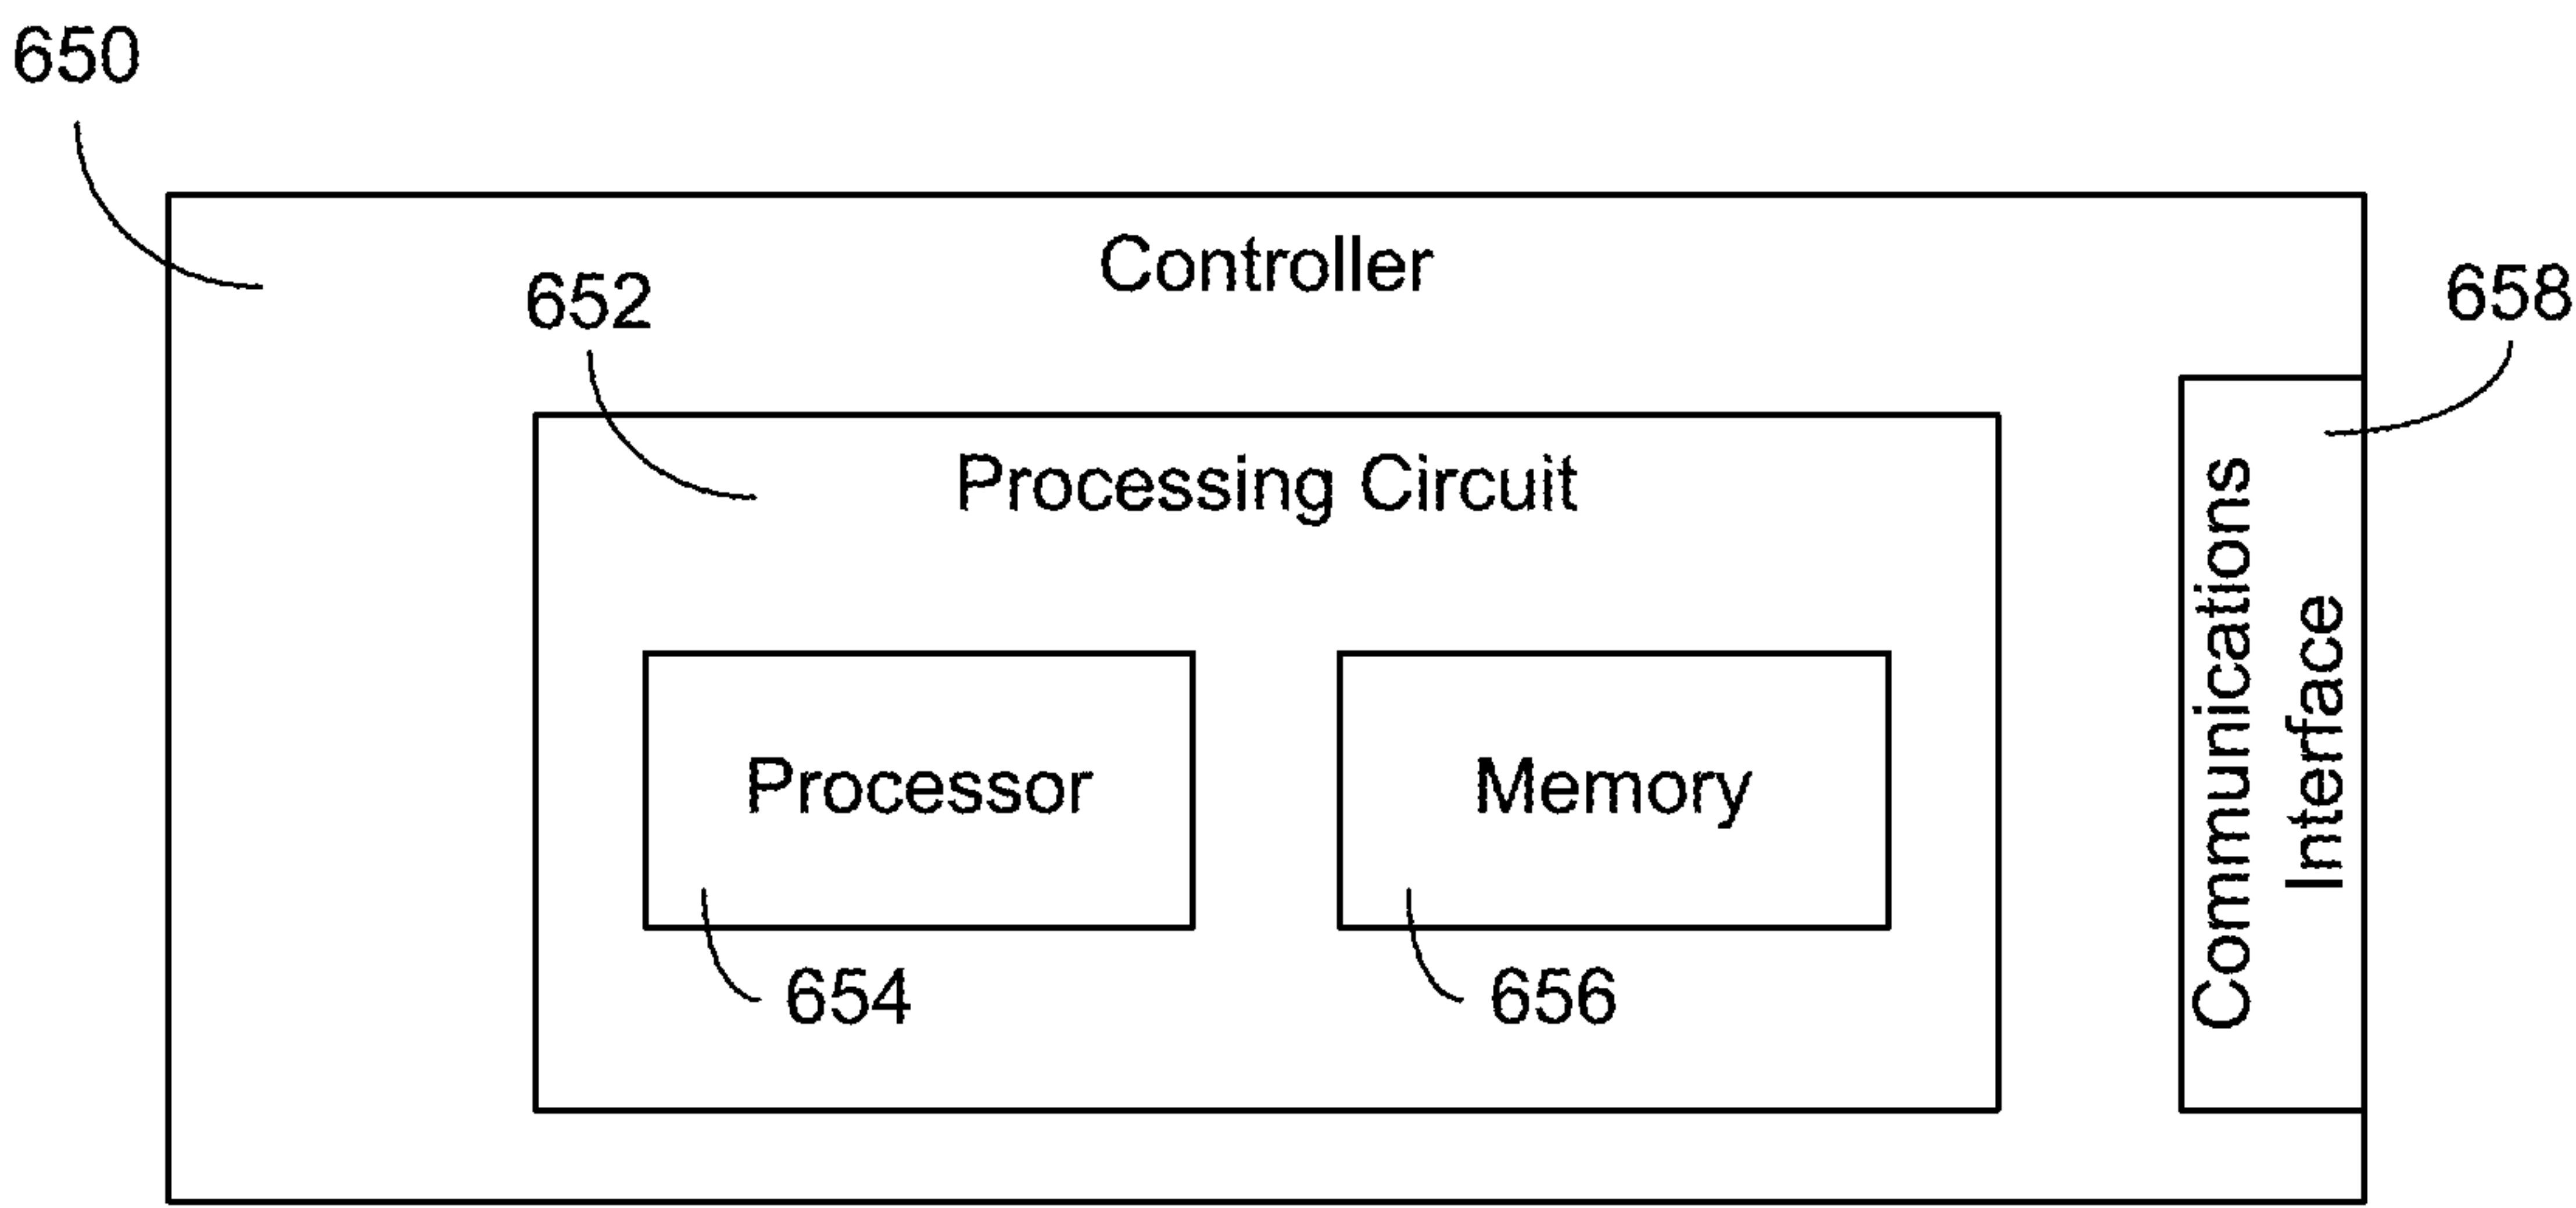 650
Controller
652
658
Processing Circuit
Communications
Interface
Processor
Memory
654
656